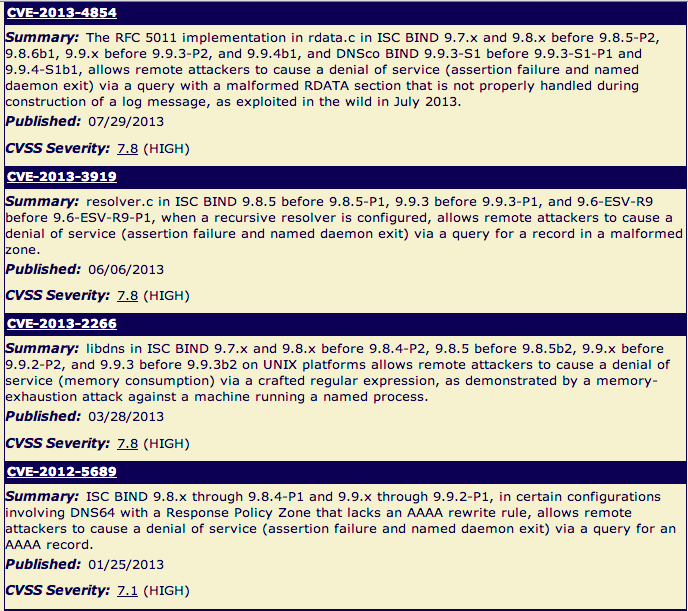 CVE-2013-4854
Summary: The RFC 5011 implementation in rdata.c in ISC BIND 9.7.x and 9.8.x before 9.8.5-P2,
9.8.6b1, 9.9.x before 9.9.3-P2, and 9.9.4b1, and DNSco BIND 9.9.3-S1 before 9.9.3-S1-P1 and
9.9.4-S1b1, allows remote attackers to cause a denial of service (assertion failure and named
daemon exit) via a query with a malformed RDATA section that is not properly handled during
construction of a log message, as exploited in the wild in July 2013.
Published: 07/29/2013
CVSS Severity: 7.8 (HIGH)
CVE-2013-3919
Summary: resolver.c in ISC BIND 9.8.5 before 9.8.5-P1, 9.9.3 before 9.9.3-P1, and 9.6-ESV-R9
before 9.6-ESV-R9-P1, when a recursive resolver is configured, allows remote attackers to cause a
denial of service (assertion failure and named daemon exit) via a query for a record in a malformed
zone.
Published: 06/06/2013
CVSS Severity: 7.8 (HIGH)
CVE-2013-2266
Summary: libdns in ISC BIND 9.7.x and 9.8.x before 9.8.4-P2, 9.8.5 before 9.8.5b2, 9.9.x before
9.9.2-P2, and 9.9.3 before 9.9.3b2 on UNIX platforms allows remote attackers to cause a denial of
service (memory consumption) via a crafted regular expression, as demonstrated by a memory-
exhaustion attack against a machine running a named process.
Published: 03/28/2013
CVSS Severity: 7.8 (HIGH)
CVE-2012-5689
Summary: ISC BIND 9.8.x through 9.8.4-P1 and 9.9.x through 9.9.2-P1, in certain configurations
involving DNS64 with a Response Policy Zone that lacks an AAAA rewrite rule, allows remote
attackers to cause a denial of service (assertion failure and named daemon exit) via a query for an
AAAA record.
Published: 01/25/2013
CVSS Severity: 7.1 (HIGH)